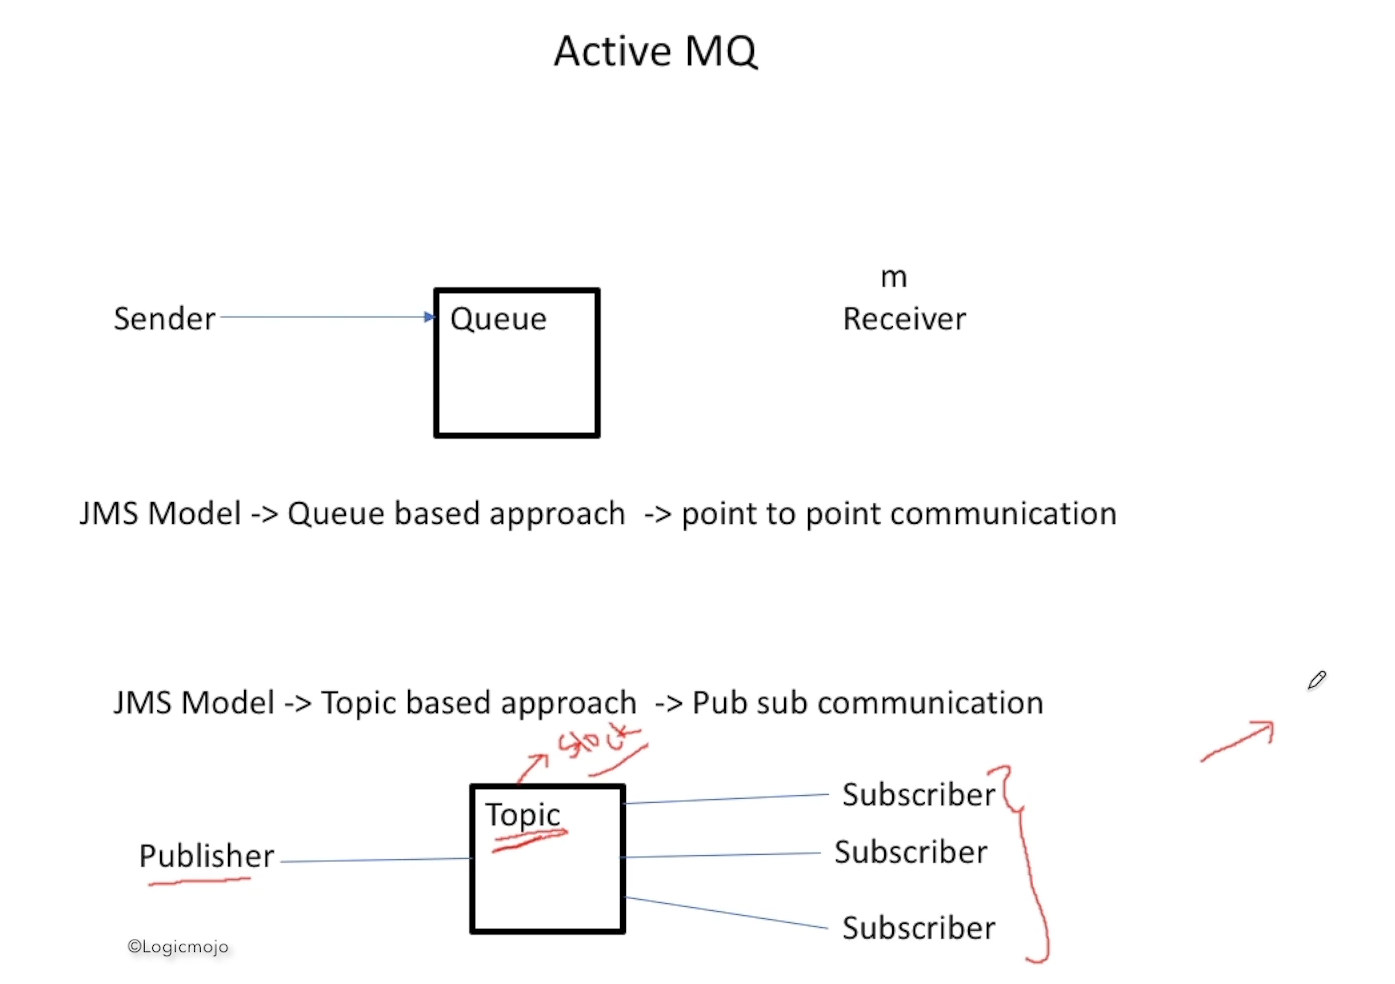 Active MQ
m
Sender Queue Receiver
JMS Model -> Queue based approach -> point to point communication
JMS Model -> Topic based approach -> Pub sub communication
Stock
Subscriber
Topic
Subscriber
Publisher
Subscriber
©Logicmojo